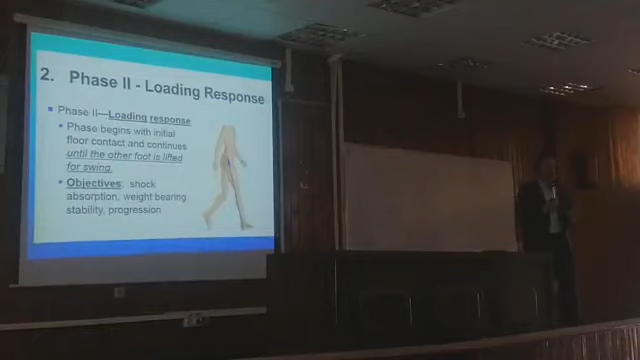 2. Phase II - Loading Response
Phase II—Loading response
Phase begins with initial
floor contact and continues
until the other foot is lifted
for swing.
Objectives: shock
absorption, weight bearing
stability, progression